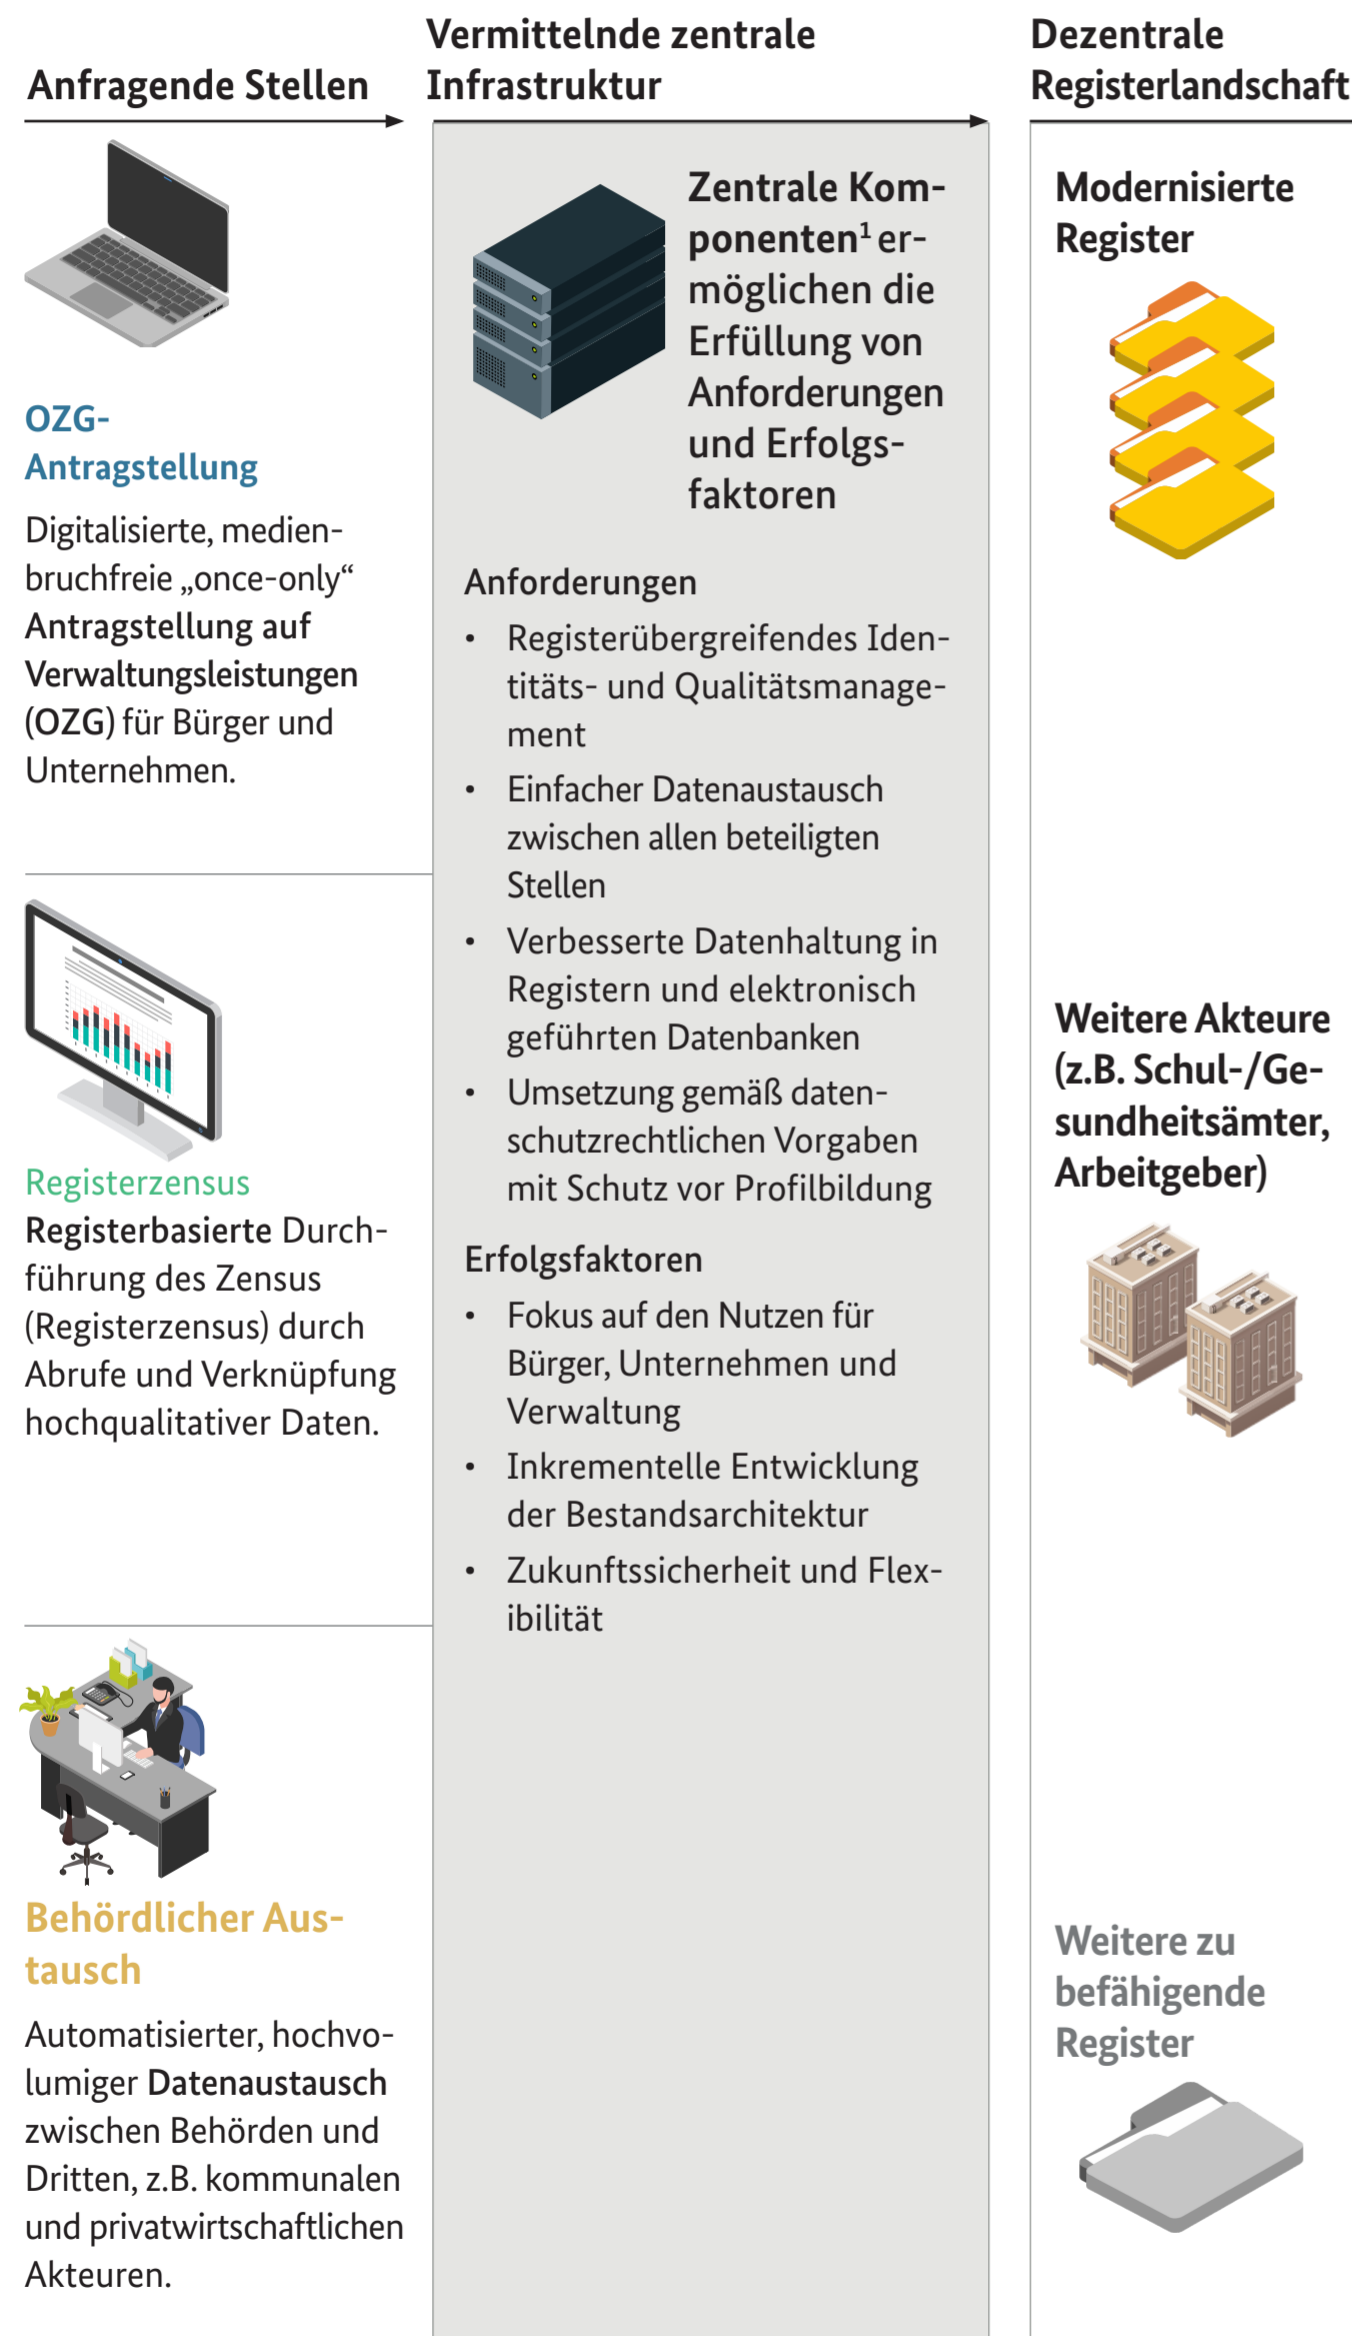 Anfragende Stellen
OZG-
Antragstellung
Digitalisierte, medien-
bruchfreie „once-only“
Antragstellung auf
Verwaltungsleistungen
(OZG) für Bürger und
Unternehmen.
Registerzensus
Registerbasierte Durch-
führung des Zensus
(Registerzensus) durch
Abrufe und Verknüpfung
hochqualitativer Daten.
Behördlicher Aus-
tausch
Automatisierter, hochvo-
lumiger Datenaustausch
zwischen Behörden und
Dritten, z.B. kommunalen
und privatwirtschaftlichen
Akteuren.
Vermittelnde zentrale
Infrastruktur
Zentrale Kom-
ponenten¹ er-
möglichen die
Erfüllung von
Anforderungen
und Erfolgs-
faktoren
Anforderungen
• Registerübergreifendes Iden-
titäts- und Qualitätsmanage-
ment
• Einfacher Datenaustausch
zwischen allen beteiligten
Stellen
• Verbesserte Datenhaltung in
Registern und elektronisch
geführten Datenbanken
• Umsetzung gemäß daten-
schutzrechtlichen Vorgaben
mit Schutz vor Profilbildung
Erfolgsfaktoren
• Fokus auf den Nutzen für
Bürger, Unternehmen und
Verwaltung
• Inkrementelle Entwicklung
der Bestandsarchitektur
• Zukunftssicherheit und Flex-
ibilität
Dezentrale
Registerlandschaft
Modernisierte
Register
Weitere Akteure
(z.B. Schul-/Ge-
sundheitsämter,
Arbeitgeber)
Weitere zu
befähigende
Register